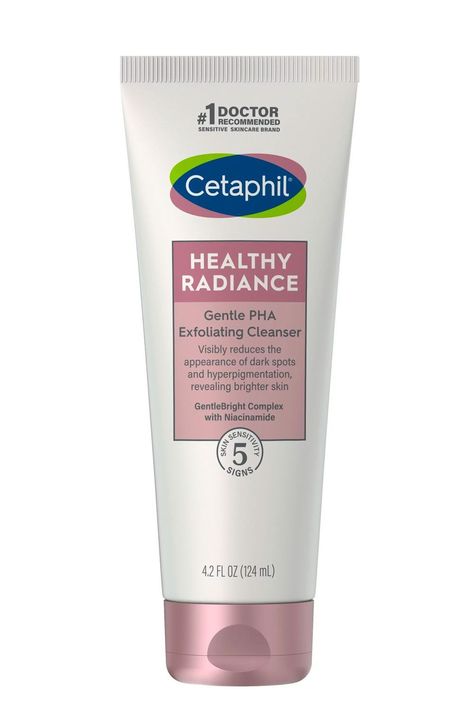 #1 DOCTOR
RECOMMENDED
SENSITIVE SKINCARE BRAND
Cetaphil®
HEALTHY
RADIANCE
Gentle PHA
Exfoliating Cleanser
Visibly reduces the
appearance of dark spots
and hyperpigmentation,
revealing brighter skin
GentleBright Complex
with Niacinamide
SKIN SENSITIVITY
5
SIGNS
4.2 FL OZ (124 mL)